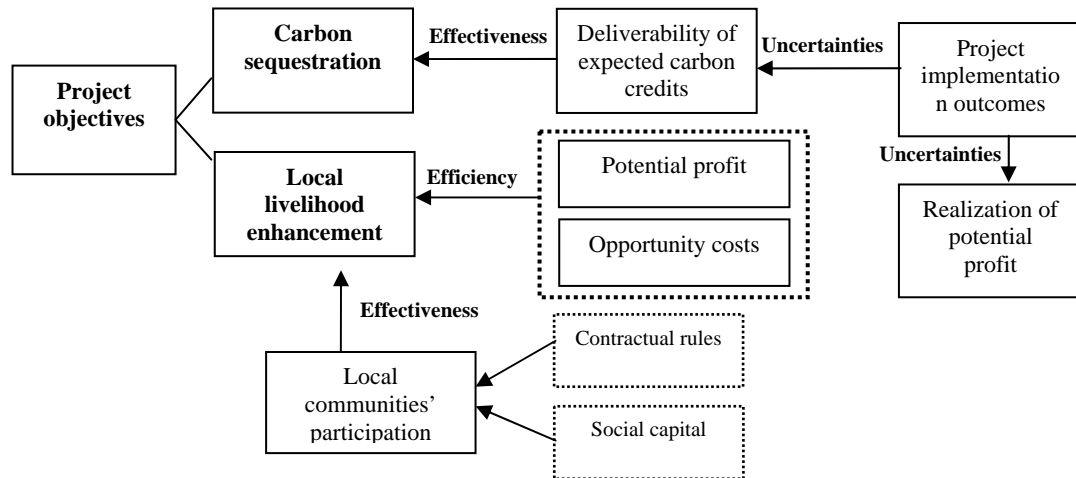 Carbon
sequestration
Effectiveness
Deliverability of
expected carbon
credits
Uncertainties
Project
implementatio
n outcomes
Project
objectives
Uncertainties
Local
livelihood
enhancement
Efficiency
Potential profit
Opportunity costs
Realization of
potential
profit
Effectiveness
Contractual rules
Local
communities’
participation
Social capital